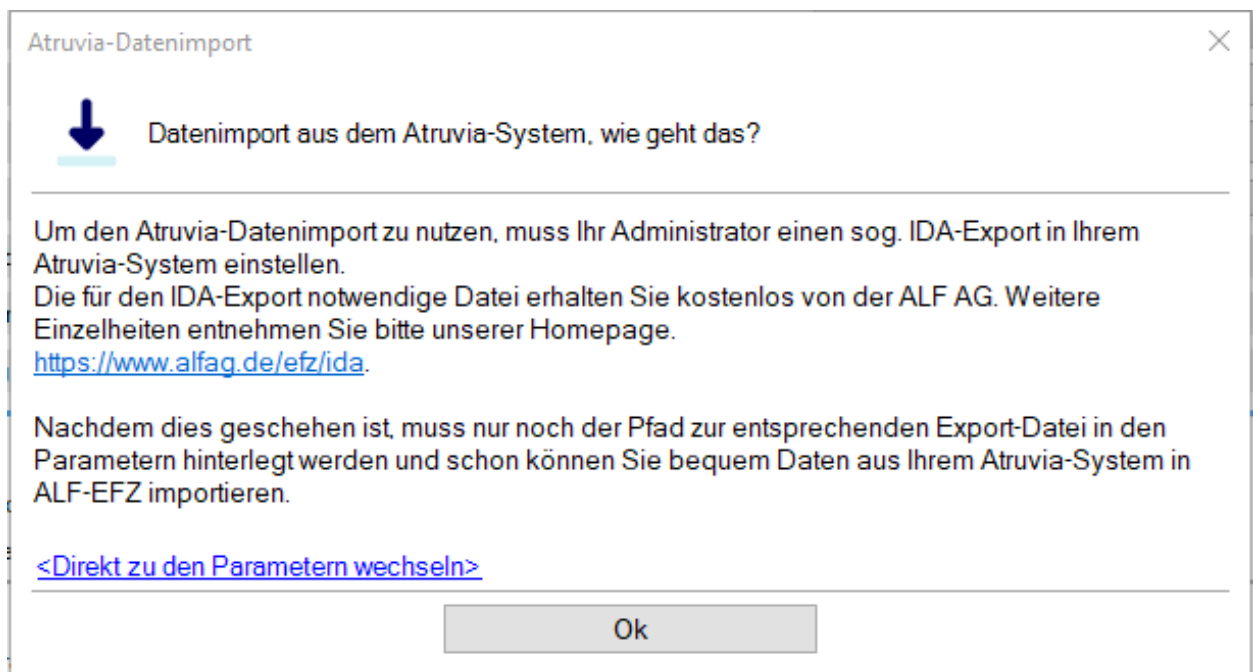 Atruvia-Datenimport
Datenimport aus dem Atruvia-System, wie geht das?
Um den Atruvia-Datenimport zu nutzen, muss Ihr Administrator einen sog. IDA-Export in Ihrem
Atruvia-System einstellen.
Die für den IDA-Export notwendige Datei erhalten Sie kostenlos von der ALF AG. Weitere
Einzelheiten entnehmen Sie bitte unserer Homepage.
https://www.alfag.de/efz/ida.
Nachdem dies geschehen ist, muss nur noch der Pfad zur entsprechenden Export-Datei in den
Parametern hinterlegt werden und schon können Sie bequem Daten aus Ihrem Atruvia-System in
ALF-EFZ importieren.
<Direkt zu den Parametern wechseln>
Ok